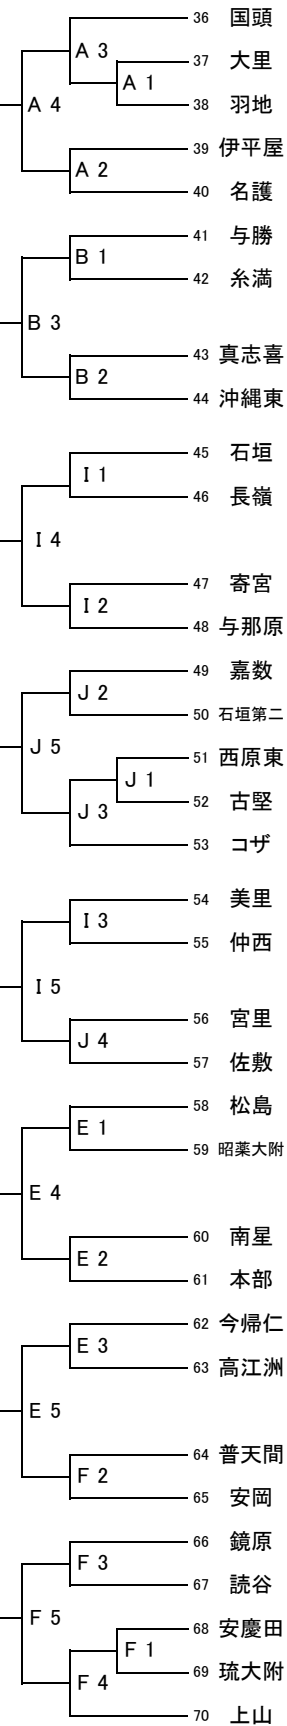 36 国頭
A 3
37 大里
A 1
A 4
38 羽地
39 伊平屋
A 2
40 名護
41 与勝
B 1
42 糸満
B 3
43 真志喜
B 2
44 沖縄東
45 石垣
I 1
46 長嶺
I 4
47 寄宮
I 2
48 与那原
49 嘉数
J 2
50 石垣第二
J 5
51 西原東
J 1
52 古堅
J 3
53 コザ
54 美里
I 3
55 仲西
I 5
56 宮里
J 4
57 佐敷
58 松島
E 1
59 昭薬大附
E 4
60 南星
E 2
61 本部
62 今帰仁
E 3
63 高江洲
E 5
64 普天間
F 2
65 安岡
66 鏡原
F 3
67 読谷
F 5
68 安慶田
F 1
69 琉大附
F 4
70 上山